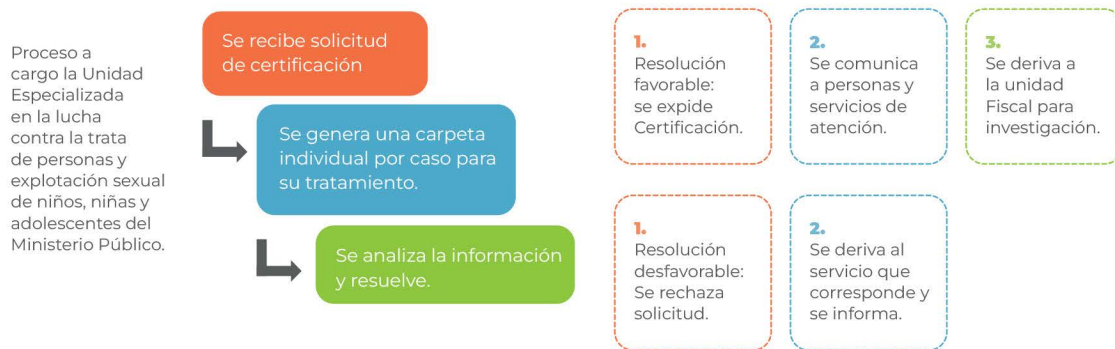 Proceso a
cargo la Unidad
Especializada
en la lucha
contra la trata
de personas y
explotación sexual
de niños, niñas y
adolescentes del
Ministerio Público.
Se recibe solicitud
de certificación
Se genera una carpeta
individual por caso para
su tratamiento.
Se analiza la información
y resuelve.
1.
Resolución
favorable:
se expide
Certificación.
2.
Se comunica
a personas y
servicios de
atención.
3.
Se deriva a
la unidad
Fiscal para
investigación.
1.
Resolución
desfavorable:
Se rechaza
solicitud.
2.
Se deriva al
servicio que
corresponde y
se informa.